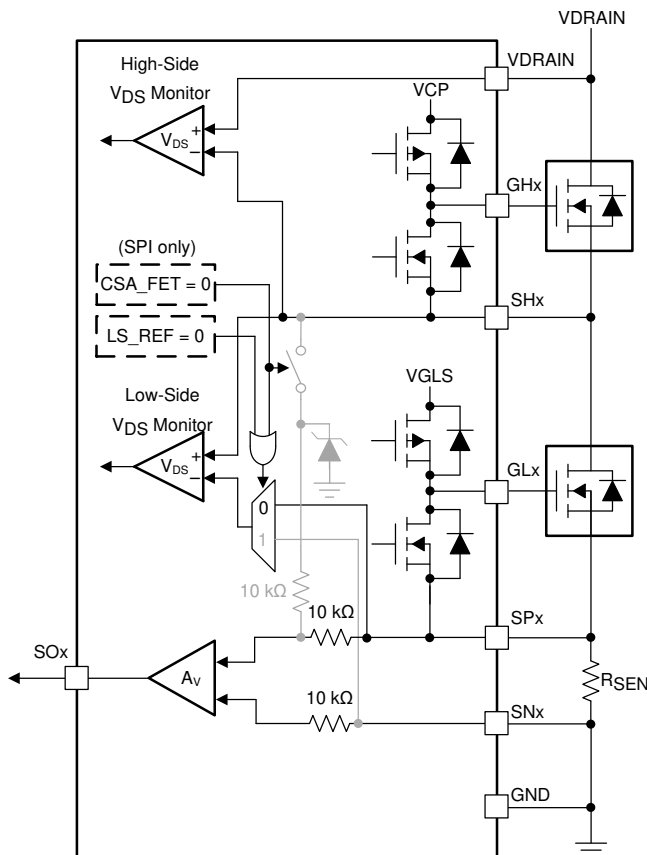 VDRAIN
High-Side
VDS Monitor
VDRAIN
VCP
+
VDS
−
GHx
(SPI only)
CSA_FET = 0
SHx
LS_REF = 0
VGLS
Low-Side
VDS Monitor
+
VDS
−
GLx
0
1
10 kΩ
10 kΩ
SPx
SOx
AV
RSEN
10 kΩ
SNx
GND